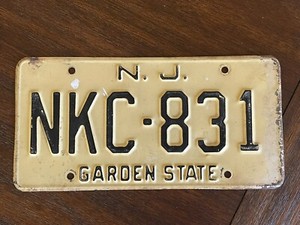 N.J.
NKC-831
GARDEN STATE